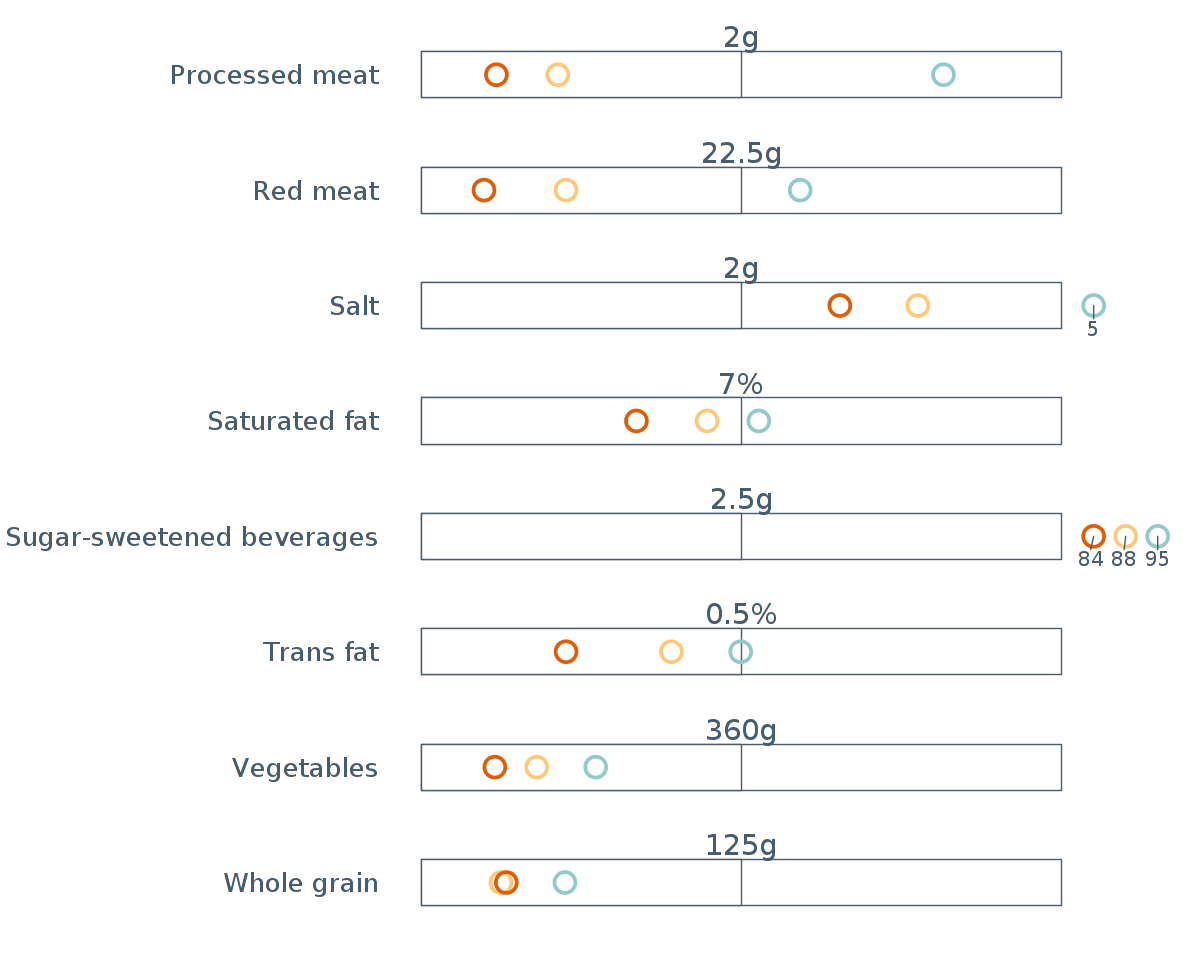 2g
Processed meat
22.5g
Red meat
2g
Salt
5
7%
Saturated fat
2.5g
Sugar-sweetened beverages
84 88 95
0.5%
Trans fat
360g
Vegetables
125g
Whole grain